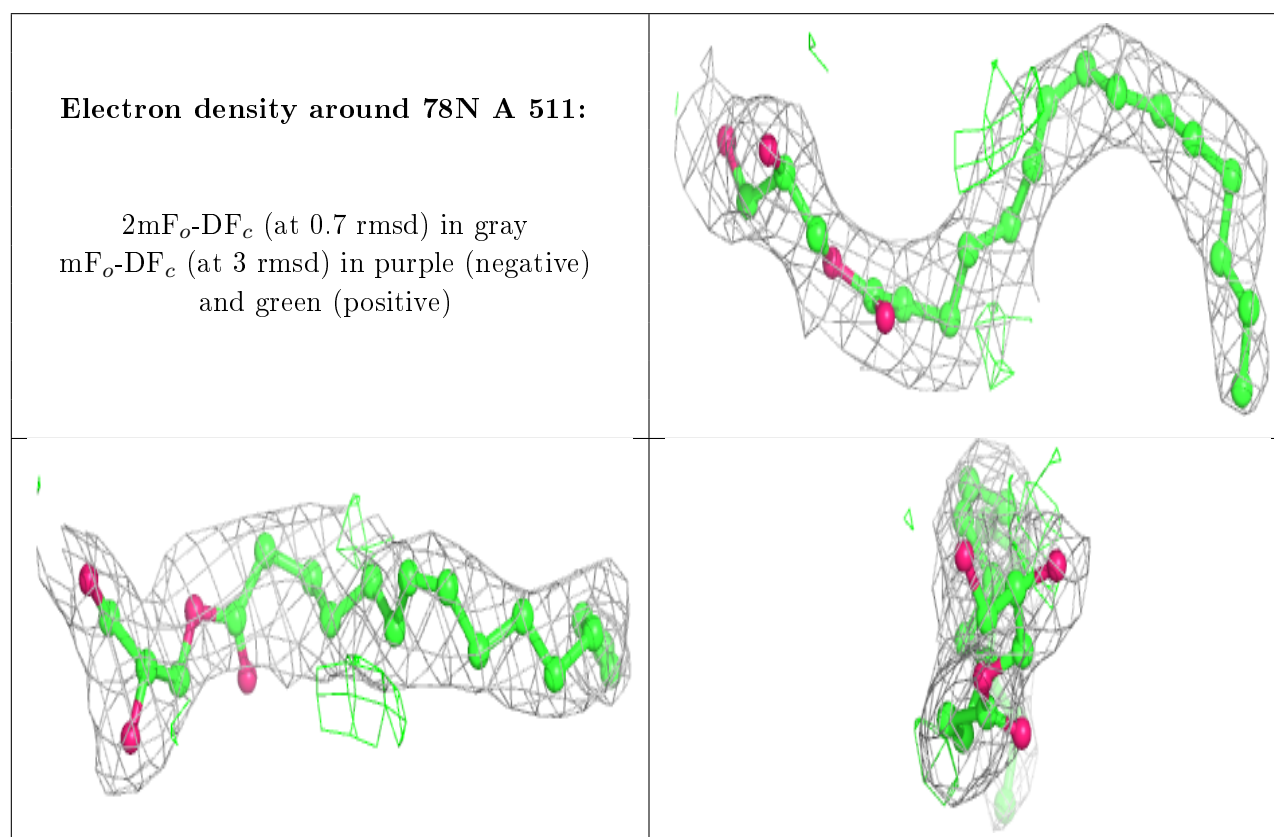 Electron density around 78N A 511:
2mFo-DFc (at 0.7 rmsd) in gray
mFo-DFc (at 3 rmsd) in purple (negative)
and green (positive)